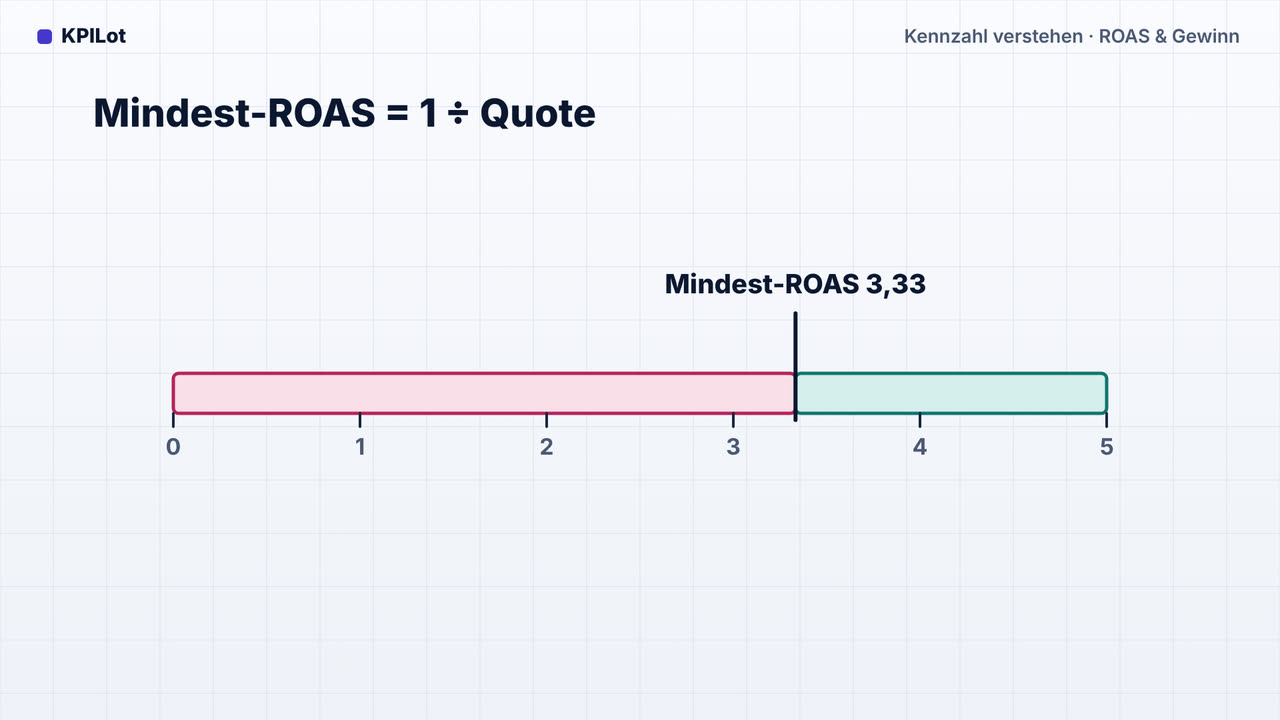 KPILot
Kennzahl verstehen · ROAS & Gewinn
Mindest-ROAS = 1 ÷ Quote
Mindest-ROAS 3,33
0 1 2 3 4 5